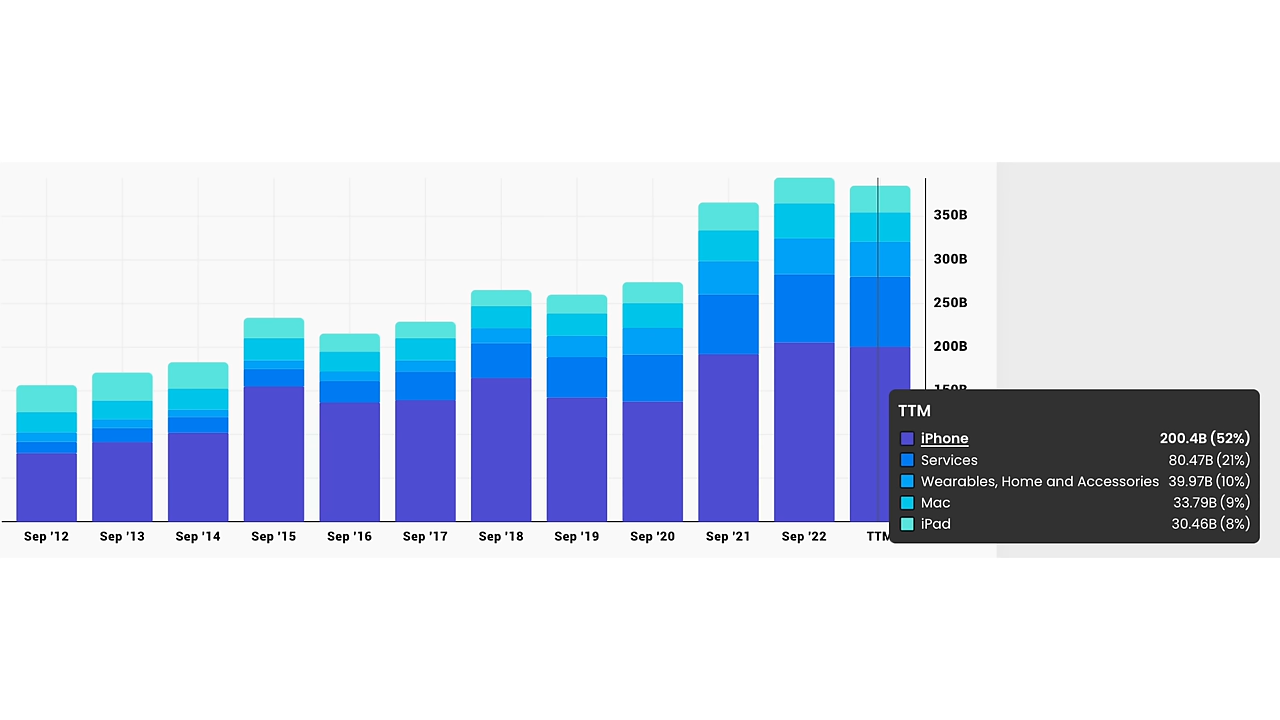 350B
300B
250B
200B
TTM
iPhone 200.4B (52%)
Services 80.47B (21%)
Wearables, Home and Accessories 39.97B (10%)
Mac 33.79B (9%)
iPad 30.46B (8%)
Sep '12 Sep '13 Sep '14 Sep '15 Sep '16 Sep '17 Sep '18 Sep '19 Sep '20 Sep '21 Sep '22 TTM